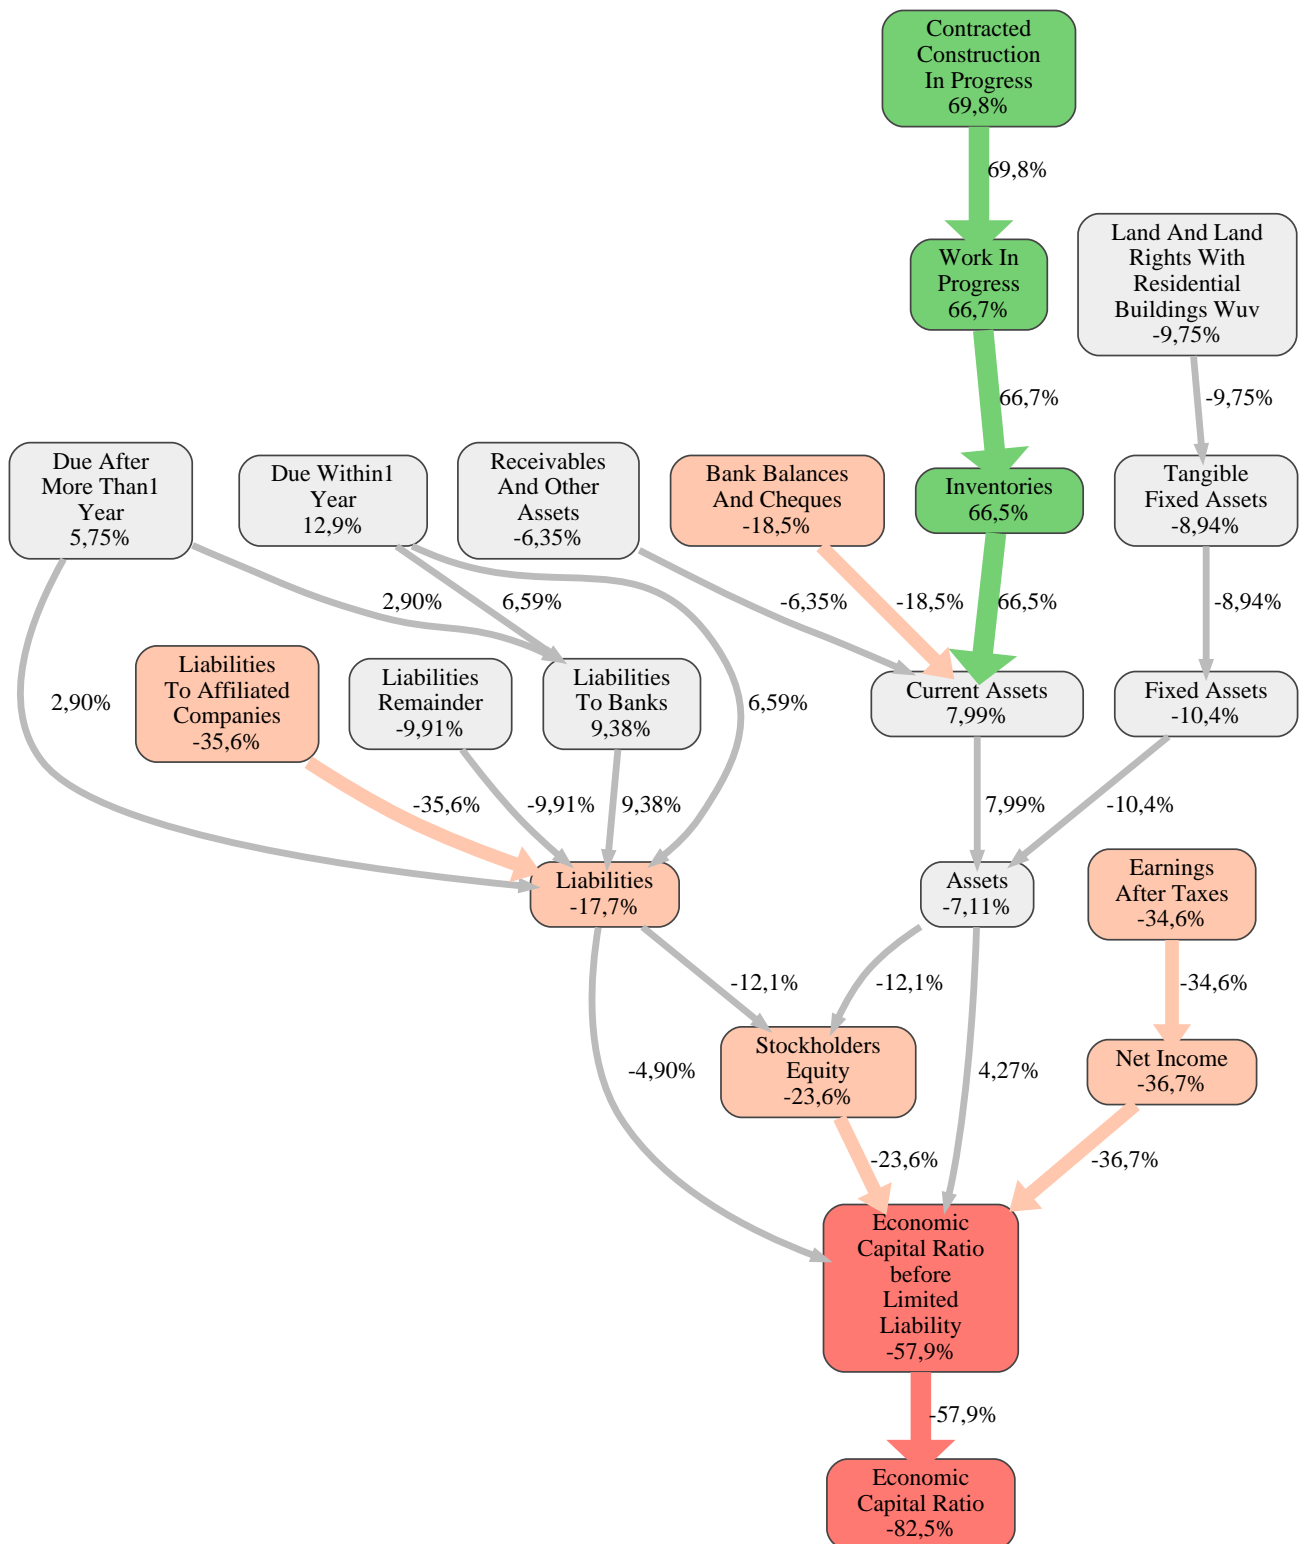 Contracted
Construction
In Progress
69,8%
69,8%
Work In
Progress
66,7%
Land And Land
Rights With
Residential
Buildings Wuv
-9,75%
66,7%
-9,75%
Due After
More Than1
Year
5,75%
Due Within1
Year
12,9%
Receivables
And Other
Assets
-6,35%
Bank Balances
And Cheques
-18,5%
Inventories
66,5%
Tangible
Fixed Assets
-8,94%
2,90%
6,59%
-6,35%
-18,5%
66,5%
-8,94%
2,90%
Liabilities
To Affiliated
Companies
-35,6%
Liabilities
Remainder
-9,91%
Liabilities
To Banks
9,38%
6,59%
Current Assets
7,99%
Fixed Assets
-10,4%
-35,6%
-9,91%
9,38%
7,99%
-10,4%
Liabilities
-17,7%
Assets
-7,11%
Earnings
After Taxes
-34,6%
-12,1%
-12,1%
-34,6%
-4,90%
Stockholders
Equity
-23,6%
4,27%
Net Income
-36,7%
-23,6%
-36,7%
Economic
Capital Ratio
before
Limited
Liability
-57,9%
-57,9%
Economic
Capital Ratio
-82,5%